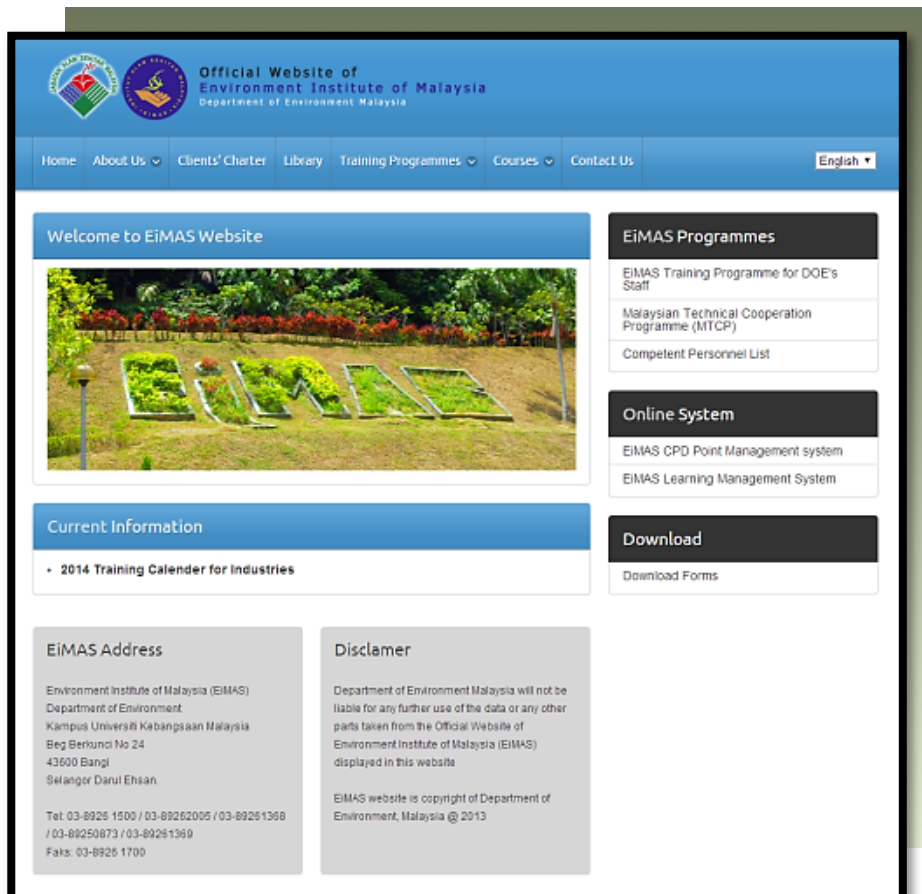 Official Website of
Environment Institute of Malaysia
Department of Environment Malaysia
Home About Us Clients' Charter Library Training Programmes Courses Contact Us English
Welcome to EiMAS Website
EiMAS
Current Information
2014 Training Calender for Industries
EiMAS Programmes
EiMAS Training Programme for DOE's
Staff
Malaysian Technical Cooperation
Programme (MTCP)
Competent Personnel List
Online System
EiMAS CPD Point Management system
EiMAS Learning Management System
Download
Download Forms
EiMAS Address
Environment Institute of Malaysia (EiMAS)
Department of Environment
Kampus Universiti Kebangsaan Malaysia
Beg Berkunci No 24
43600 Bangi
Selangor Darul Ehsan.
Tel: 03-8926 1500 / 03-89262005 / 03-89261368
/ 03-89250873 / 03-89261369
Faks: 03-8926 1700
Disclamer
Department of Environment Malaysia will not be
liable for any further use of the data or any other
parts taken from the Official Website of
Environment Institute of Malaysia (EiMAS)
displayed in this website
EiMAS website is copyright of Department of
Environment, Malaysia @ 2013